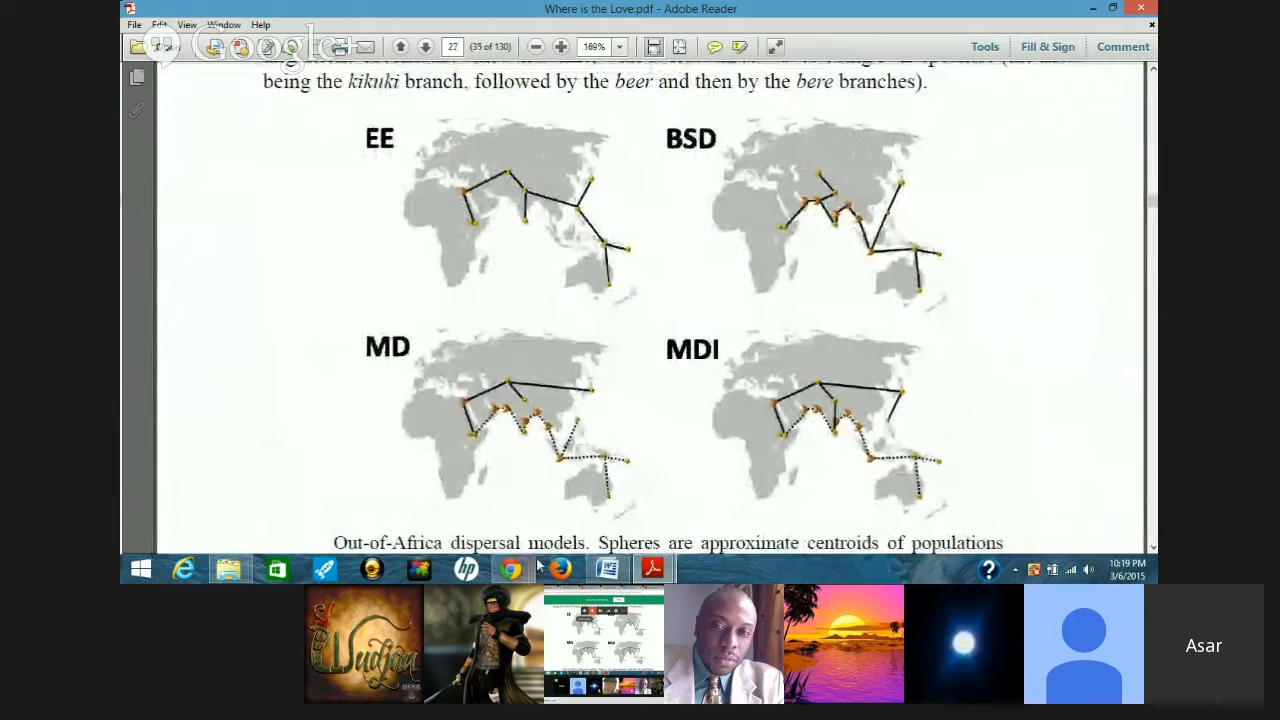 Where is the Love.pdf - Adobe Reader
File Edit View Window Help
Google+
27 (35 of 130) 169% Tools Fill & Sign Comment
being the kikuki branch, followed by the beer and then by the bere branches).
EE BSD
MD MDI
Out-of-Africa dispersal models. Spheres are approximate centroids of populations
hp W ?
10:19 PM
3/6/2015
Asar